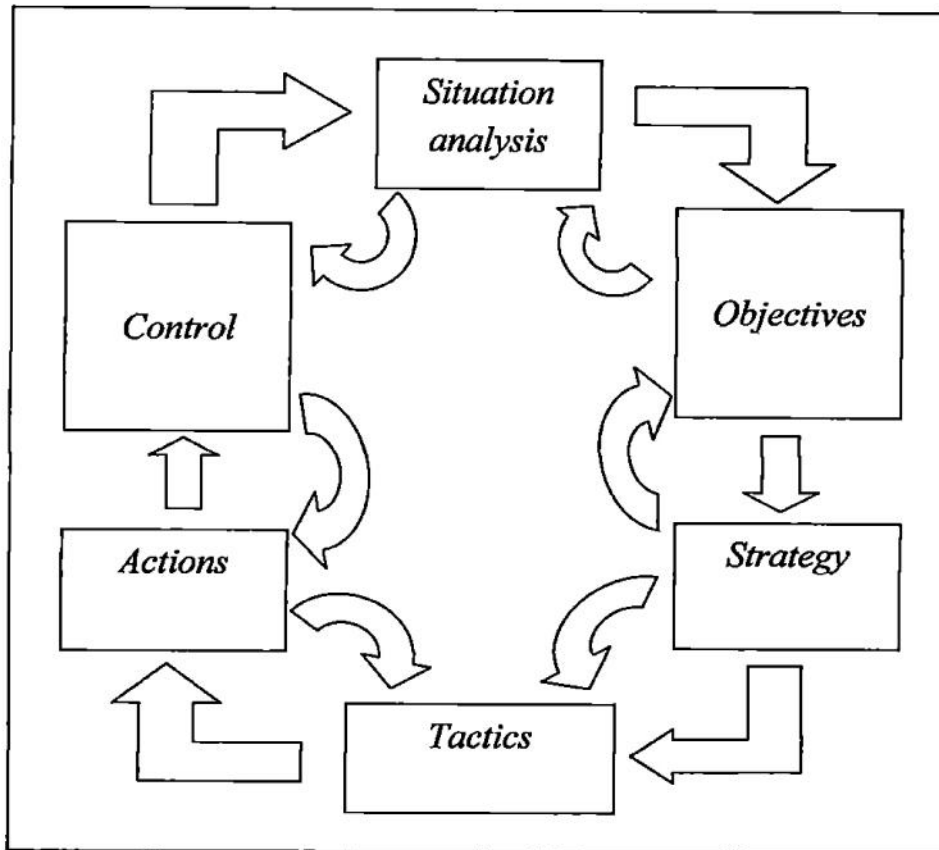 Situation
analysis
Control
Objectives
Actions
Strategy
Tactics